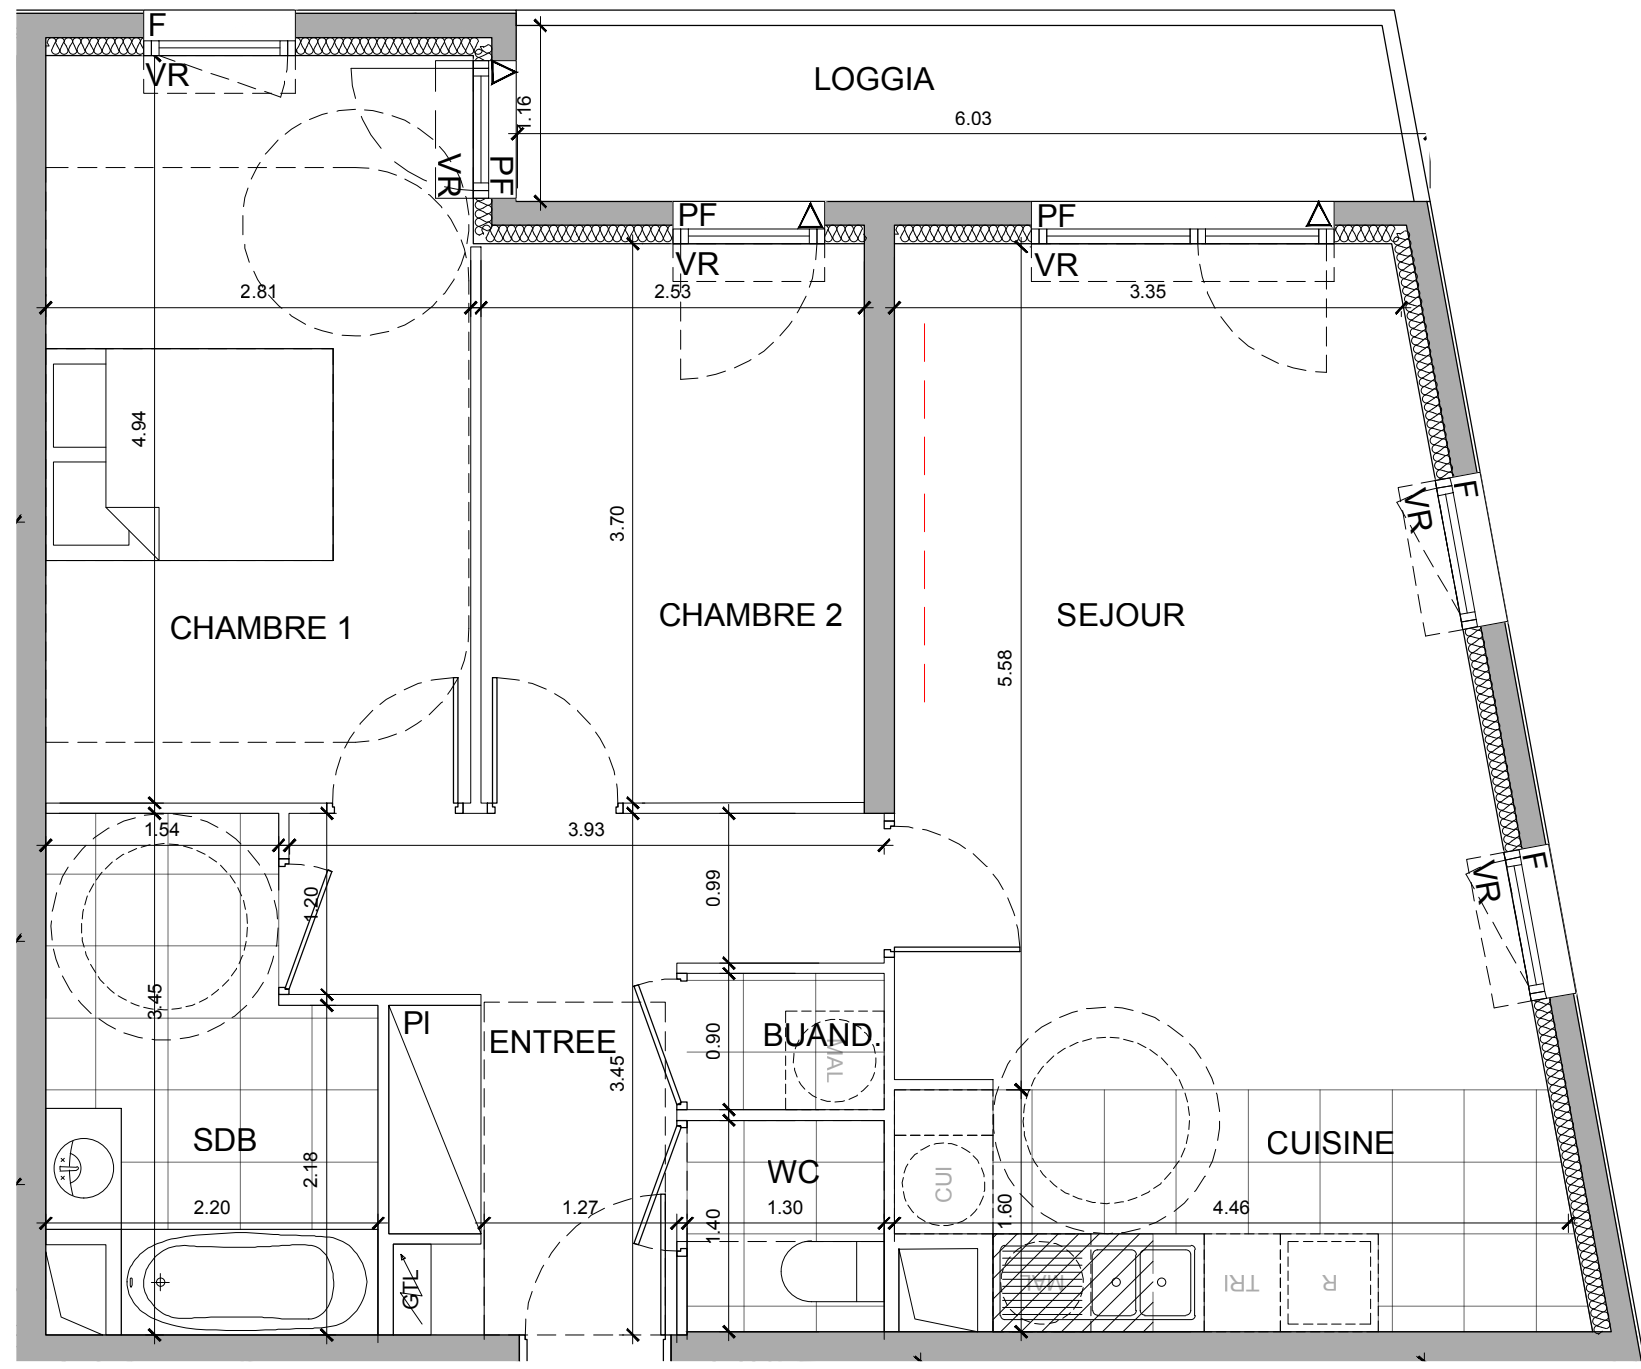 F
VR
LOGGIA
1.16
6.03
VR
PF
PF
VR
PF
VR
2.81
2.53
3.35
4.94
3.70
F
VR
CHAMBRE 1
CHAMBRE 2
SEJOUR
5.58
1.54
3.93
0.99
1.20
F
VR
3.45
PI
ENTREE
3.45
0.90
BUAND.
MAL
SDB
2.18
WC
CUISINE
CUI
2.20
1.27
1.40
1.30
1.60
4.46
GTL
MAL
TRI
R